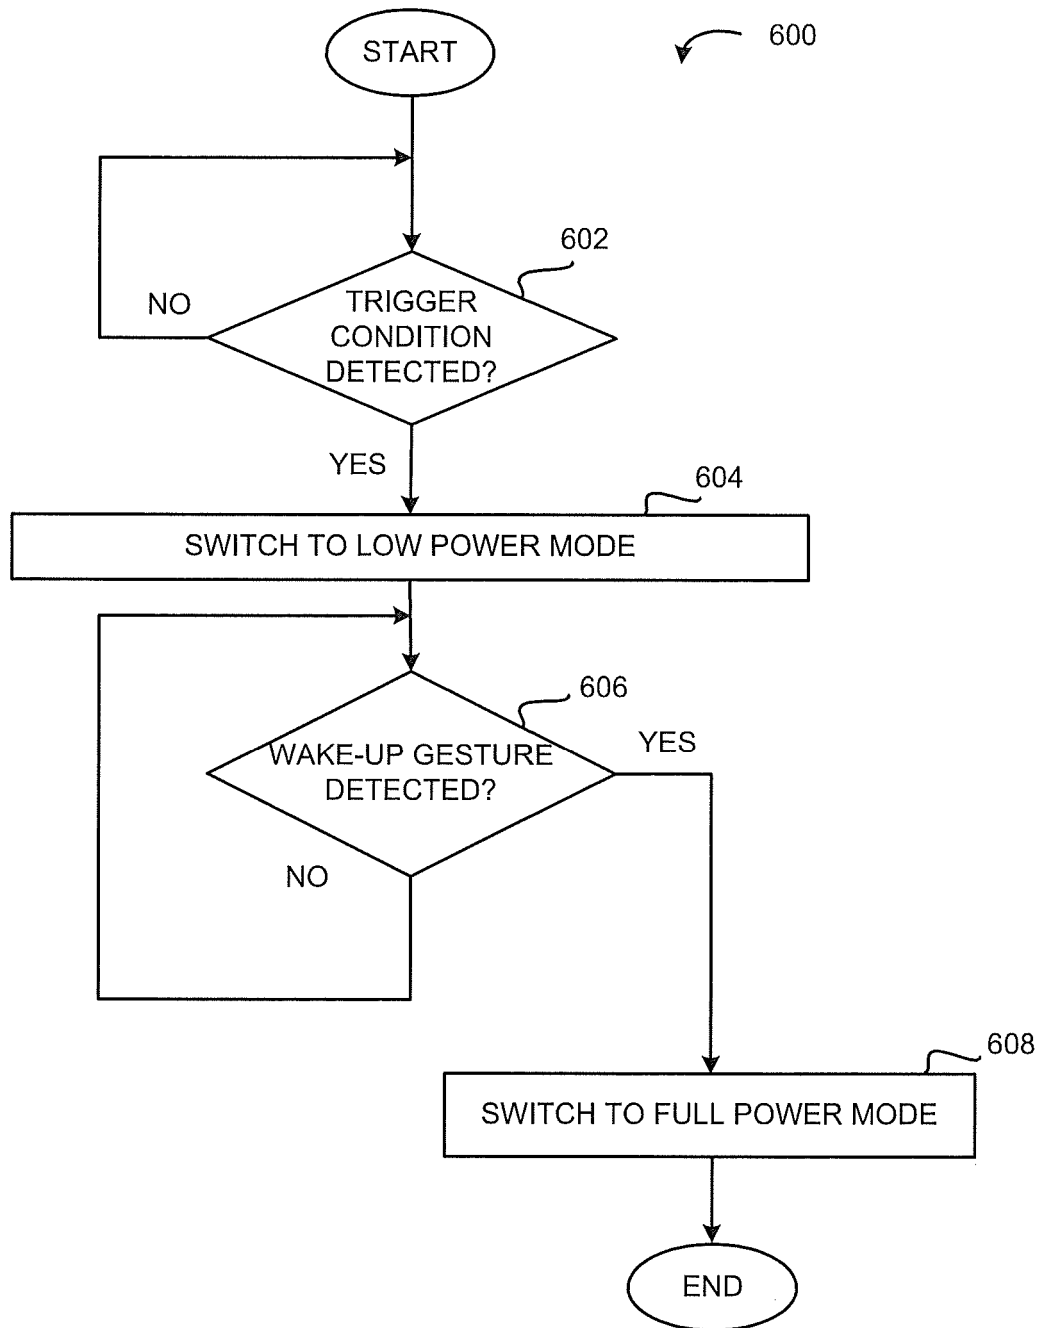 START
600
602
NO
TRIGGER
CONDITION
DETECTED?
YES
604
SWITCH TO LOW POWER MODE
606
YES
WAKE-UP GESTURE
DETECTED?
NO
608
SWITCH TO FULL POWER MODE
END